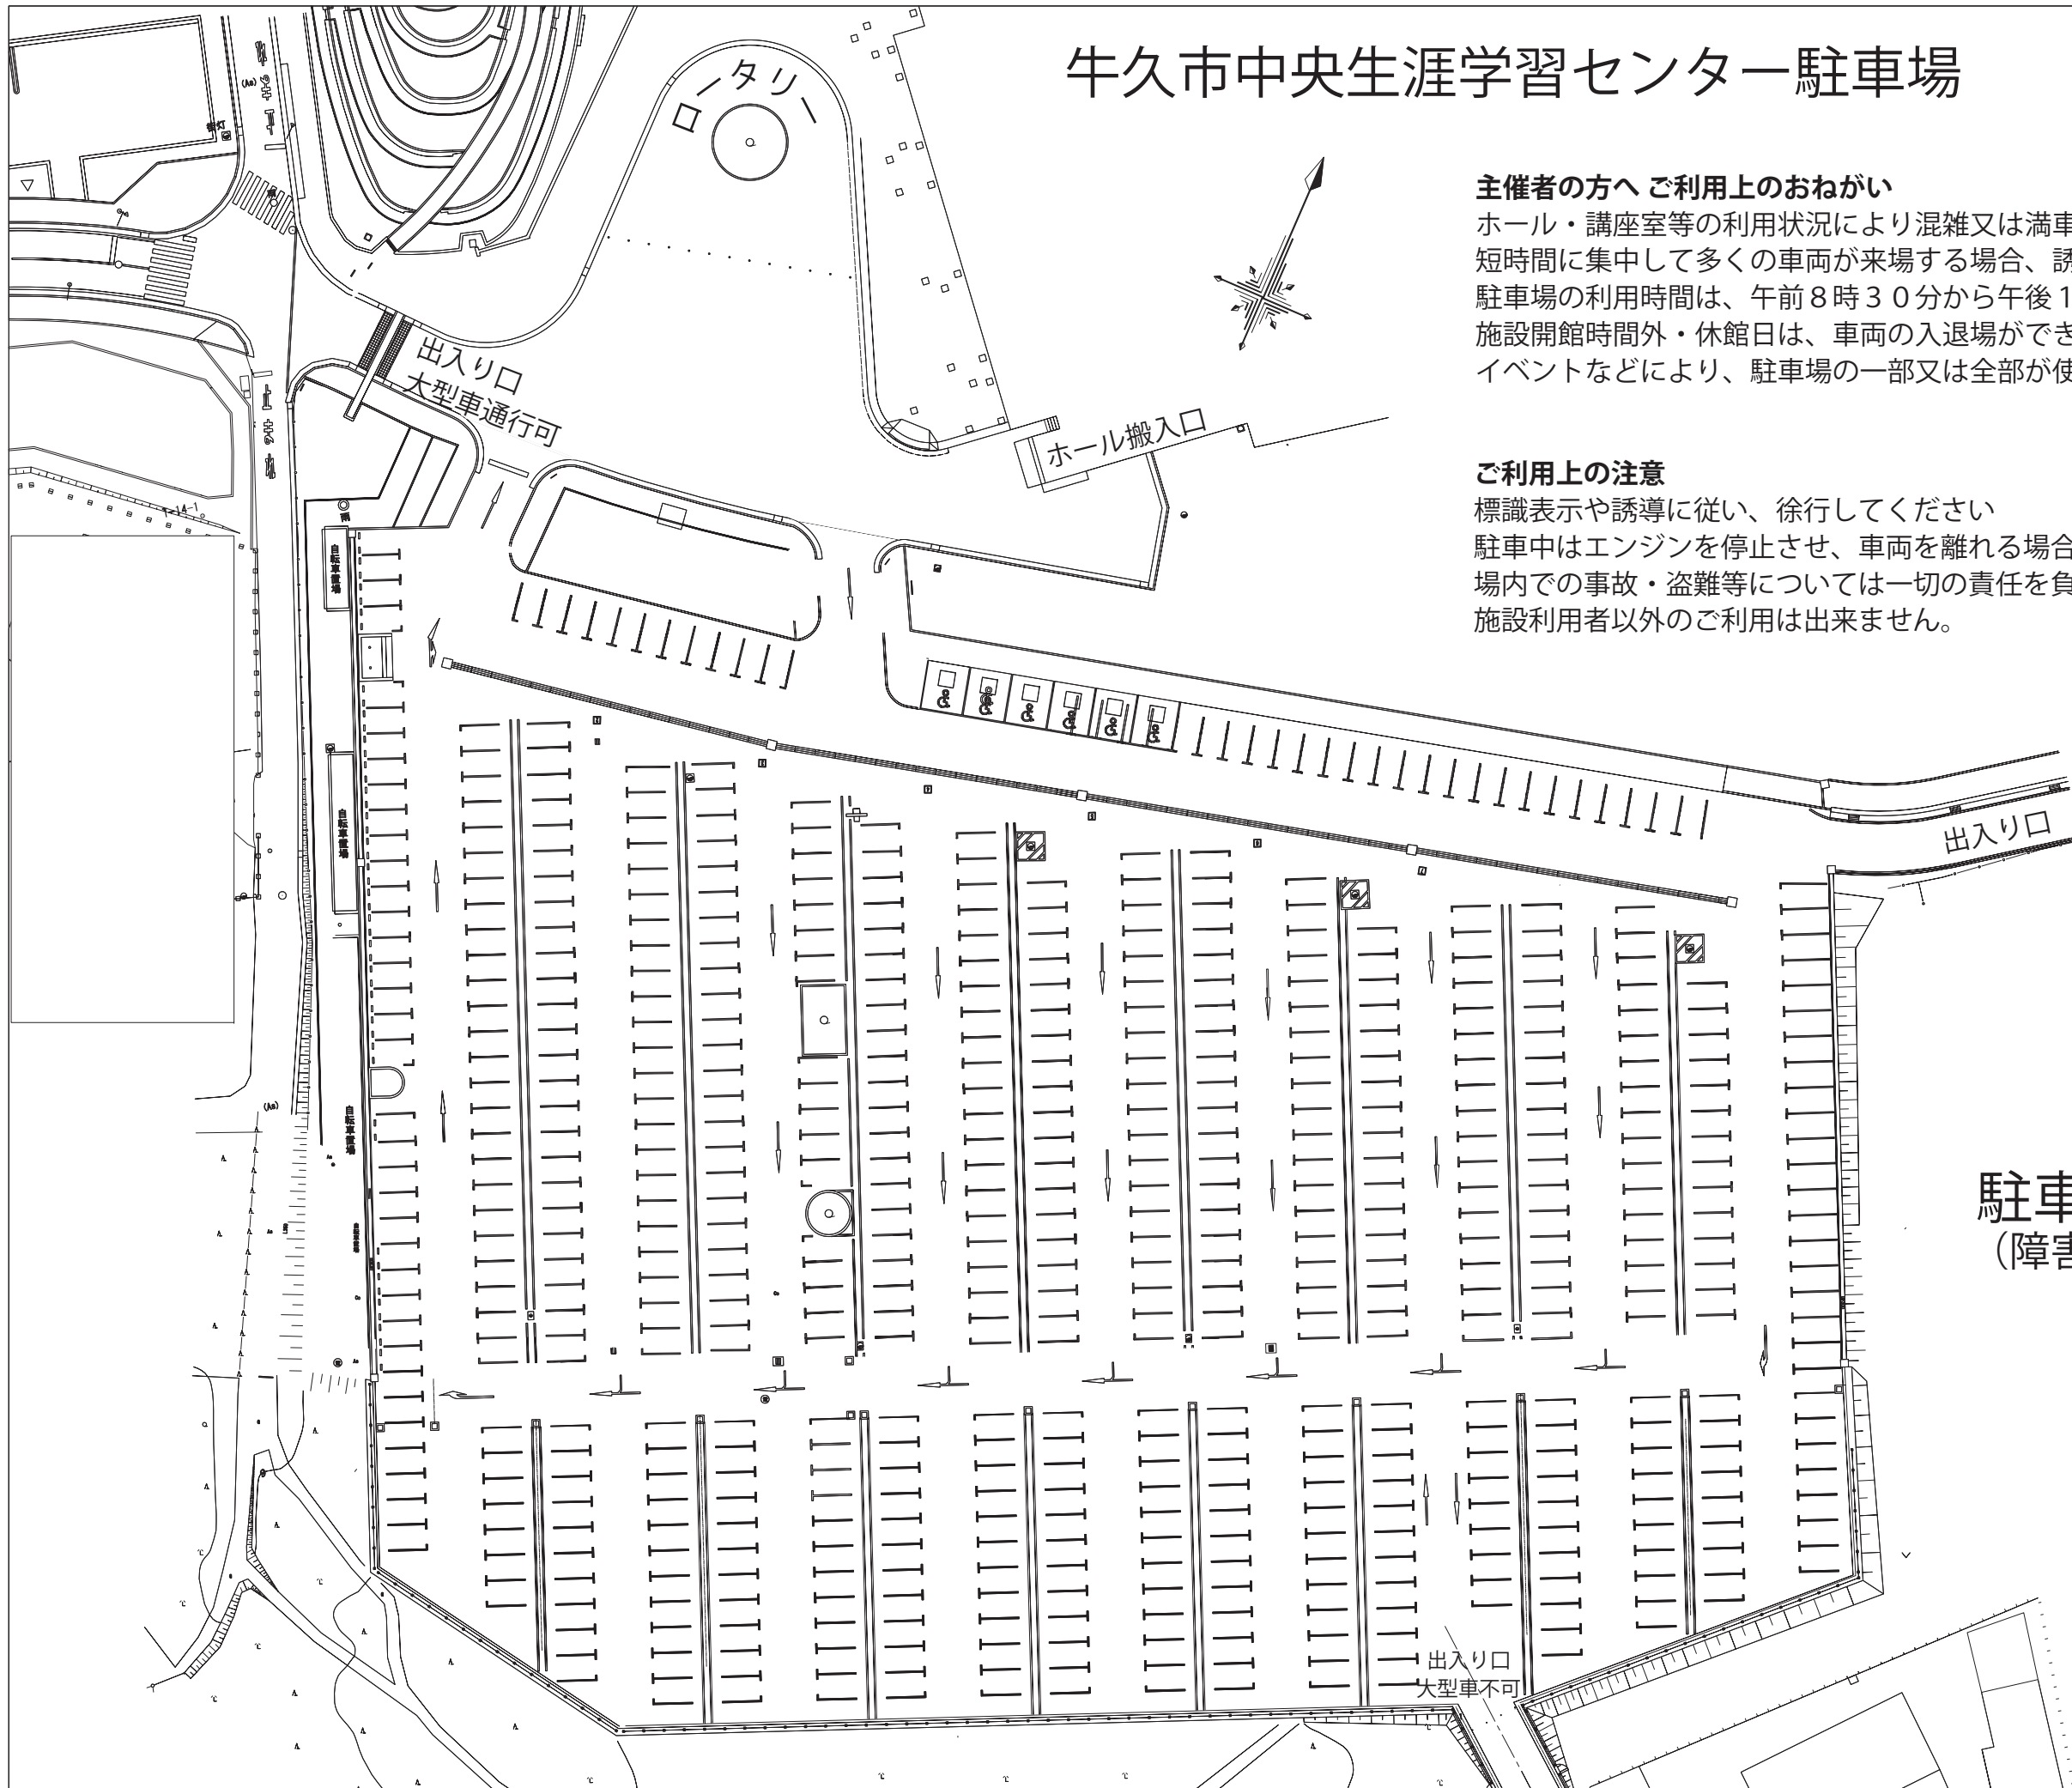 牛久市中央生涯学習センター駐車場
主催者の方へ ご利用上のおねがい
ホール・講座室等の利用状況により混雑又は満車
短時間に集中して多くの車両が来場する場合、誘
駐車場の利用時間は、午前８時３０分から午後１
施設開館時間外・休館日は、車両の入退場ができ
イベントなどにより、駐車場の一部又は全部が使
ご利用上の注意
標識表示や誘導に従い、徐行してください
駐車中はエンジンを停止させ、車両を離れる場合
場内での事故・盗難等については一切の責任を負
施設利用者以外のご利用は出来ません。
ロータリー
出入り口
大型車通行可
ホール搬入口
(As)
1-14-1
雨
自転車置場
自転車置場
出入り口
(As)
自転車置場
自転車置場
駐車
（障害
出入り口
大型車不可